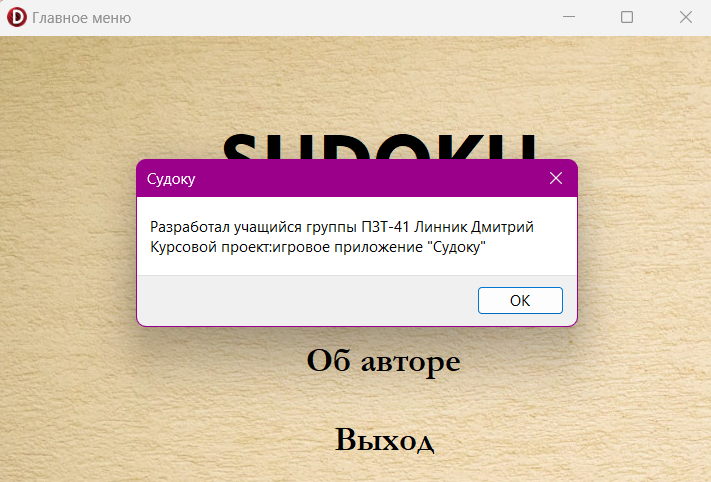 Главное меню
SUDOKU
Судоку
Разработал учащийся группы ПЗТ-41 Линник Дмитрий
Курсовой проект:игровое приложение "Судоку"
OK
Об авторе
Выход